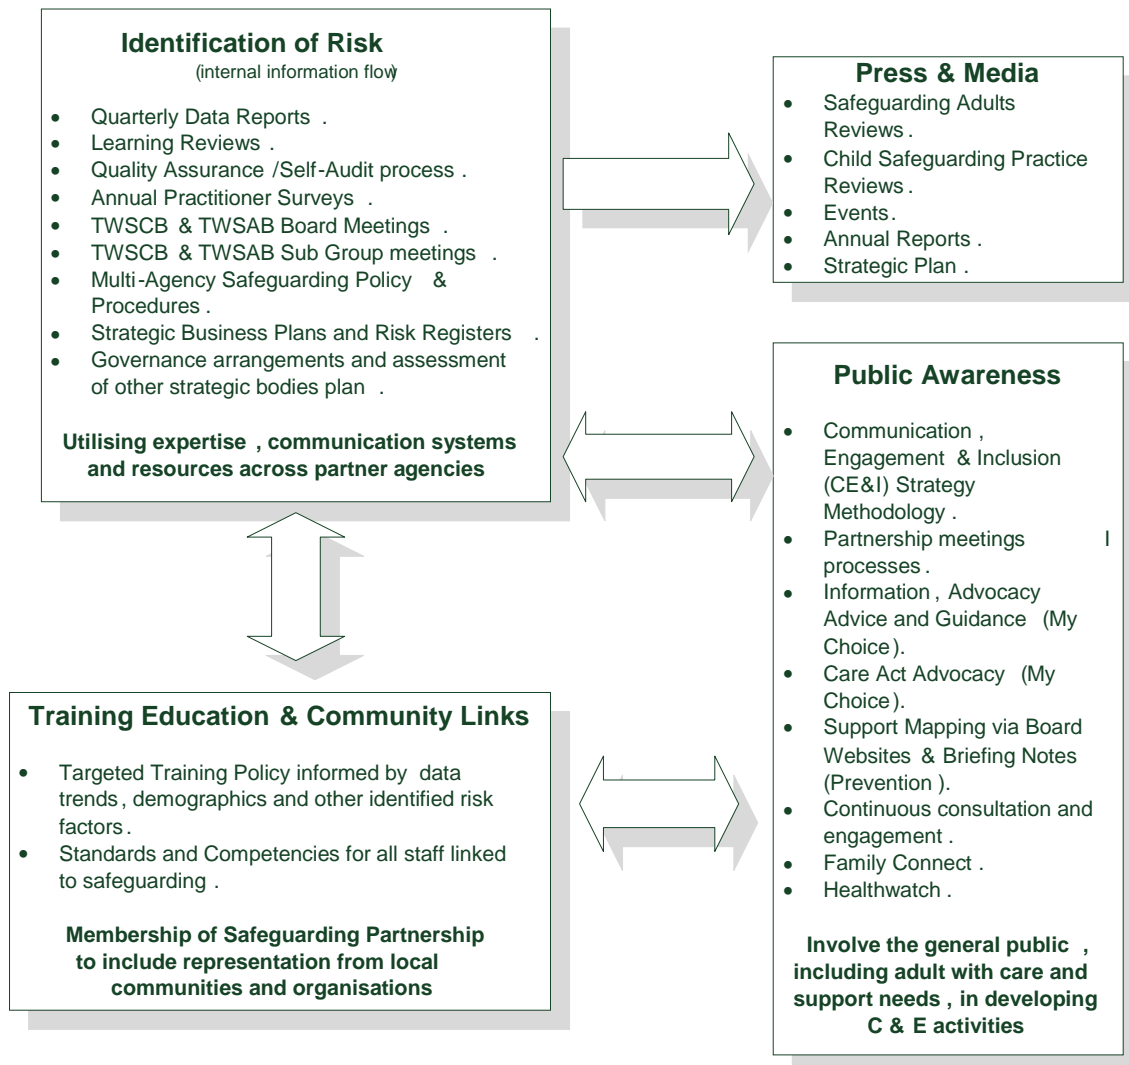 Identification of Risk
(internal information flow)
• Quarterly Data Reports .
• Learning Reviews .
• Quality Assurance /Self-Audit process .
• Annual Practitioner Surveys .
• TWSCB & TWSAB Board Meetings .
• TWSCB & TWSAB Sub Group meetings .
• Multi-Agency Safeguarding Policy &
Procedures .
• Strategic Business Plans and Risk Registers .
• Governance arrangements and assessment
of other strategic bodies plan .
Utilising expertise , communication systems
and resources across partner agencies
Press & Media
• Safeguarding Adults
Reviews .
• Child Safeguarding Practice
Reviews .
• Events.
• Annual Reports .
• Strategic Plan .
Public Awareness
• Communication ,
Engagement & Inclusion
(CE&I) Strategy
Methodology .
• Partnership meetings I
processes .
• Information , Advocacy
Advice and Guidance (My
Choice).
• Care Act Advocacy (My
Choice).
• Support Mapping via Board
Websites & Briefing Notes
(Prevention ).
• Continuous consultation and
engagement .
• Family Connect .
• Healthwatch .
Involve the general public ,
including adult with care and
support needs , in developing
C & E activities
Training Education & Community Links
• Targeted Training Policy informed by data
trends , demographics and other identified risk
factors .
• Standards and Competencies for all staff linked
to safeguarding .
Membership of Safeguarding Partnership
to include representation from local
communities and organisations